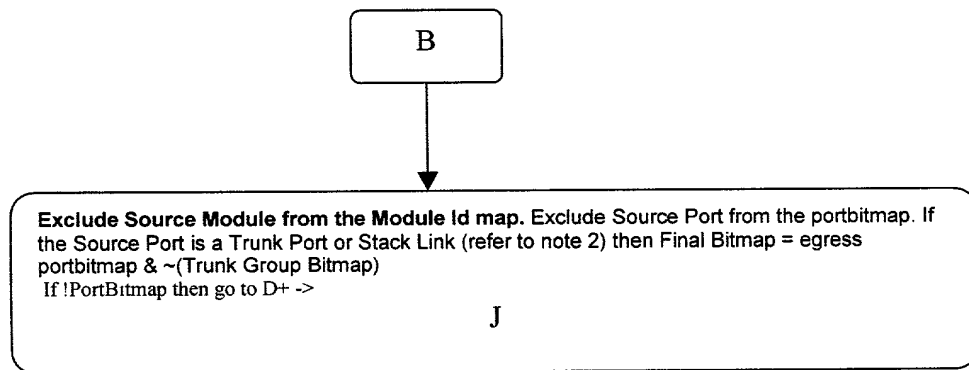 B
Exclude Source Module from the Module Id map. Exclude Source Port from the portbitmap. If
the Source Port is a Trunk Port or Stack Link (refer to note 2) then Final Bitmap = egress
portbitmap & ~(Trunk Group Bitmap)
If !PortBitmap then go to D+ ->
J